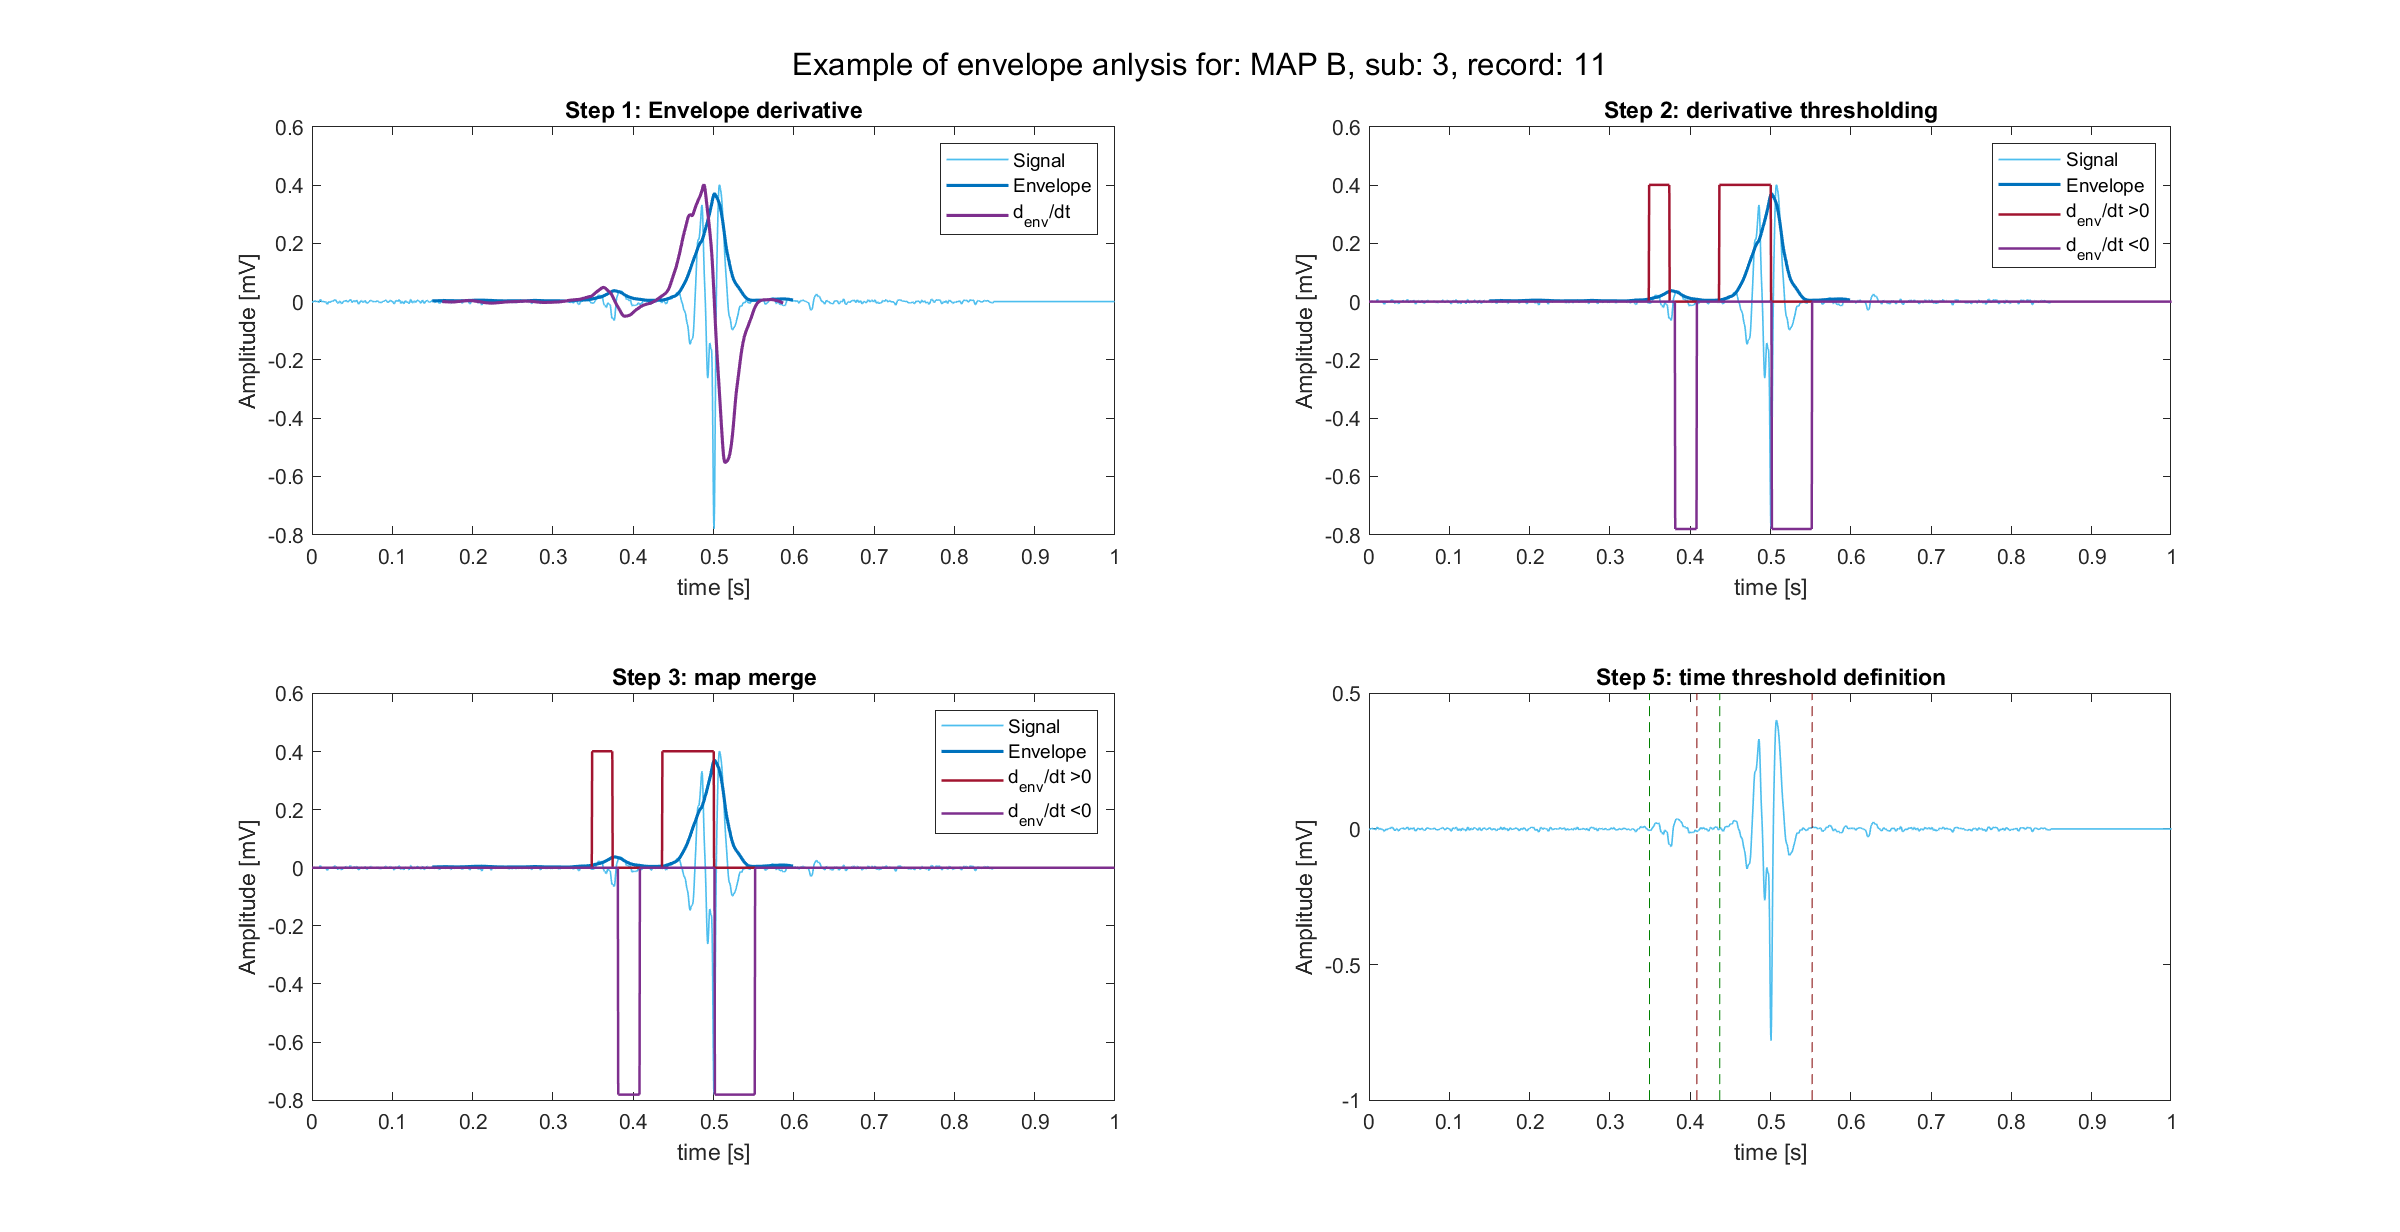 Example of envelope anlysis for: MAP B, sub: 3, record: 11
Step 1: Envelope derivative
0.6
0.4
0.2
0
-0.2
-0.4
-0.6
-0.8
Amplitude [mV]
0 0.1 0.2 0.3 0.4 0.5 0.6 0.7 0.8 0.9 1
time [s]
Signal
Envelope
d_env/dt
Step 2: derivative thresholding
0.6
0.4
0.2
0
-0.2
-0.4
-0.6
-0.8
Amplitude [mV]
0 0.1 0.2 0.3 0.4 0.5 0.6 0.7 0.8 0.9 1
time [s]
Signal
Envelope
d_env/dt >0
d_env/dt <0
Step 3: map merge
0.6
0.4
0.2
0
-0.2
-0.4
-0.6
-0.8
Amplitude [mV]
0 0.1 0.2 0.3 0.4 0.5 0.6 0.7 0.8 0.9 1
time [s]
Signal
Envelope
d_env/dt >0
d_env/dt <0
Step 5: time threshold definition
0.5
0
-0.5
-1
Amplitude [mV]
0 0.1 0.2 0.3 0.4 0.5 0.6 0.7 0.8 0.9 1
time [s]